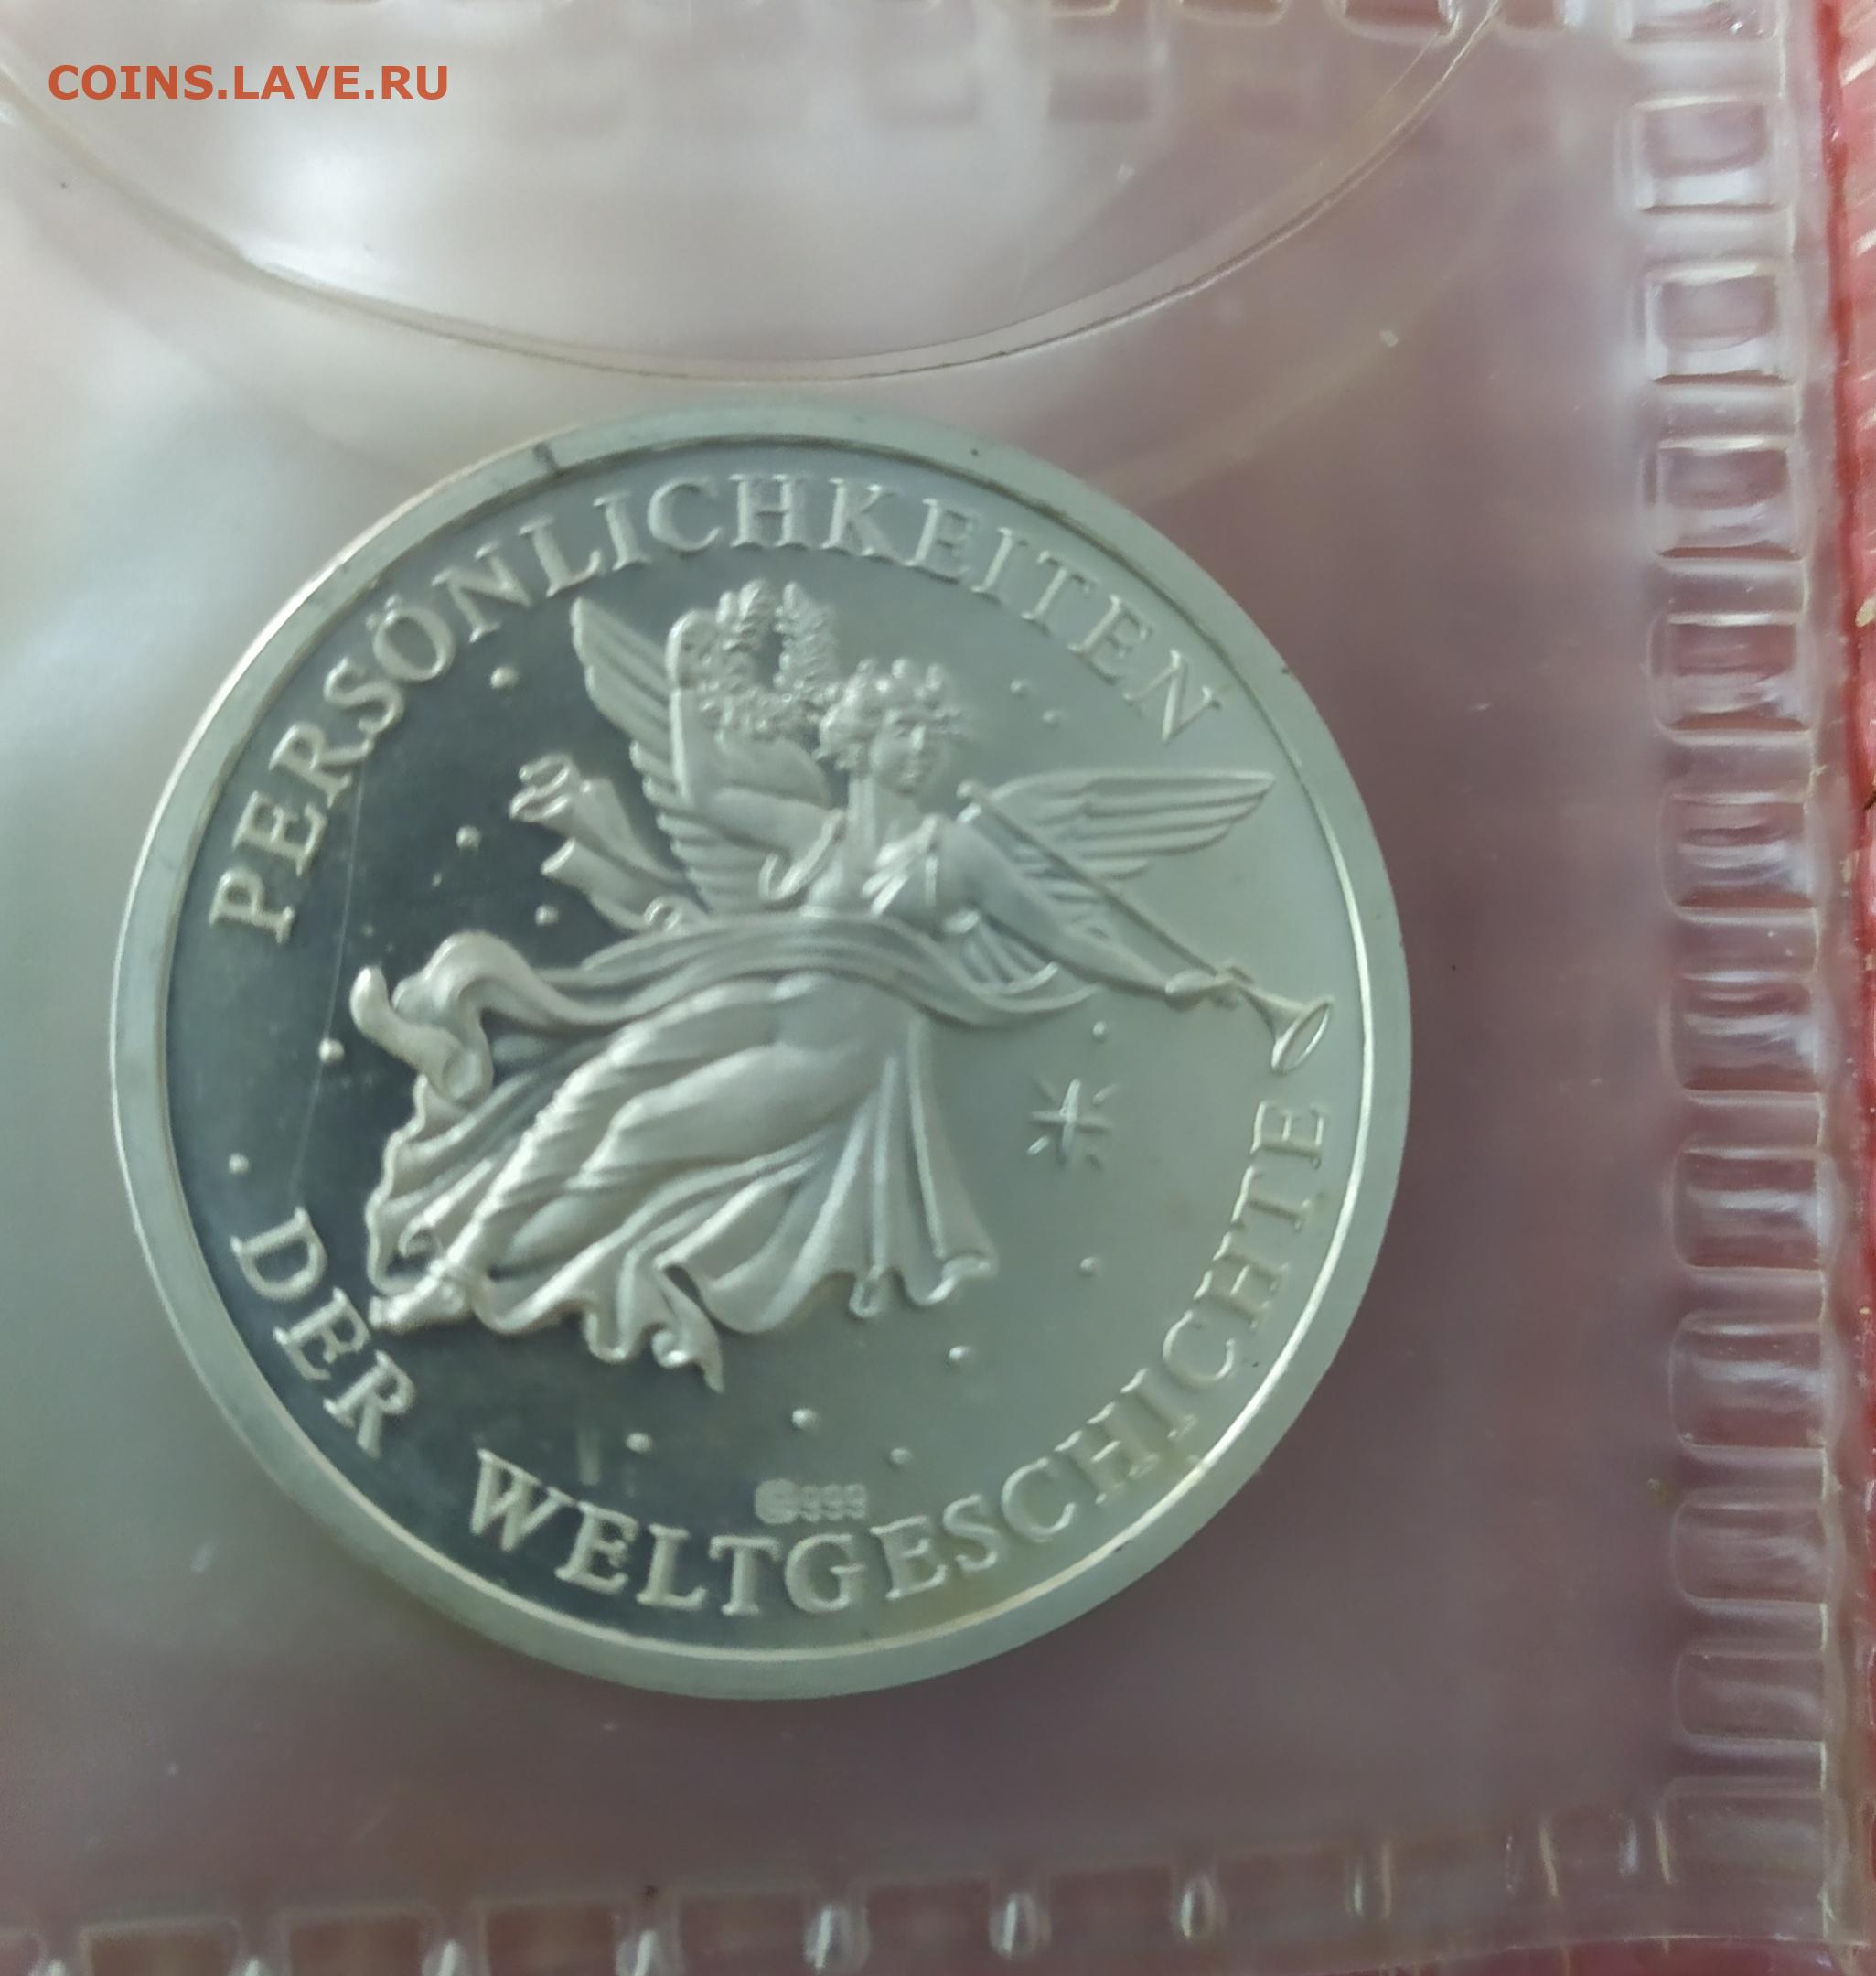 COINS.LAVE.RU
PERSÖNLICHKEITEN
DER WELTGESCHICHTE
999